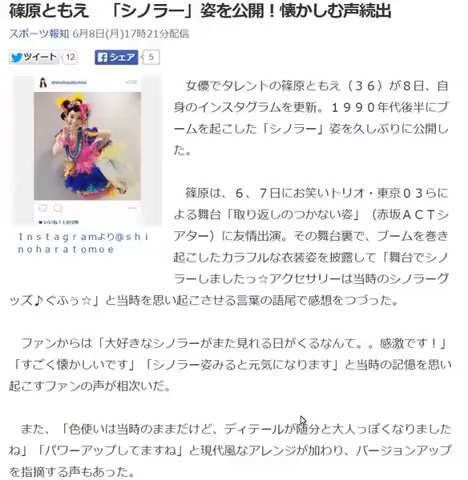 篠原ともえ　「シノラー」姿を公開！懐かしむ声続出
スポーツ報知 6月8日(月)17時21分配信
ツイート 12 シェア 5
shinoharatomoe
女優でタレントの篠原ともえ（３６）が８日、自
身のインスタグラムを更新。１９９０年代後半にブ
ームを起こした「シノラー」姿を久しぶりに公開し
た。
Ｉｎｓｔａｇｒａｍより@ｓｈｉ
ｎｏｈａｒａｔｏｍｏｅ
篠原は、６、７日にお笑いトリオ・東京０３らに
よる舞台「取り返しのつかない姿」（赤坂ＡＣＴシ
アター）に友情出演。その舞台裏で、ブームを巻き
起こしたカラフルな衣装姿を披露して「舞台でシノ
ラーしましたっ☆アクセサリーは当時のシノラーグ
ッズ♪ぐふぅ☆」と当時を思い起こさせる言葉の語尾で感想をつづった。
ファンからは「大好きなシノラーがまた見れる日がくるなんて。。感激です！」
「すごく懐かしいです」「シノラー姿みると元気になります」と当時の記憶を思い
起こすファンの声が相次いだ。
また、「色使いは当時のままだけど、ディテールが随分と大人っぽくなりました
ね」「パワーアップしてますね」と現代風なアレンジが加わり、バージョンアップ
を指摘する声もあった。